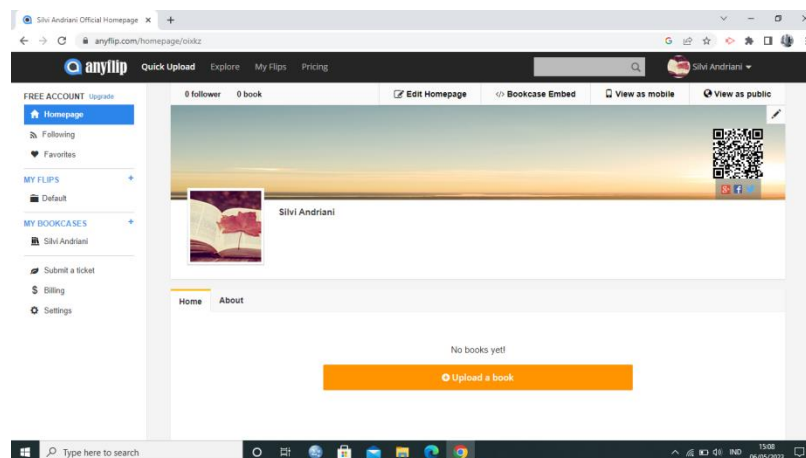 Silvi Andriani Official Homepage
anyflip.com/homepage/oixkz
anyflip Quick Upload Explore My Flips Pricing Silvi Andriani
FREE ACCOUNT Upgrade
Homepage
Following
Favorites
MY FLIPS +
Default
MY BOOKCASES +
Silvi Andriani
Submit a ticket
$ Billing
Settings
0 follower 0 book Edit Homepage </> Bookcase Embed View as mobile View as public
Silvi Andriani
Home About
No books yet!
Upload a book
Type here to search
IND
15:08
06/05/2023